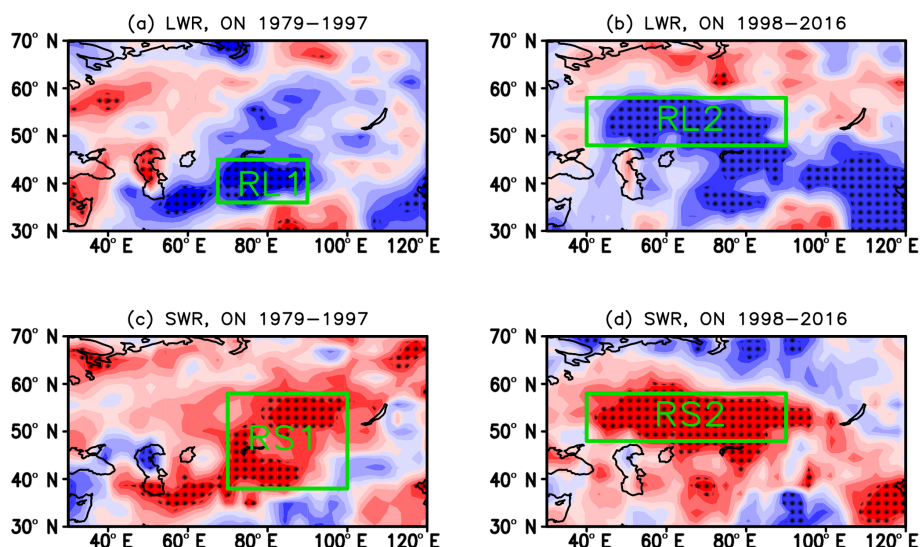 (a) LWR, ON 1979−1997
(b) LWR, ON 1998−2016
70° N
60° N
50° N
40° N
30° N
RL1
40° E
60° E
80° E
100° E
120° E
70° N
60° N
50° N
40° N
30° N
RL2
40° E
60° E
80° E
100° E
120° E
(c) SWR, ON 1979−1997
(d) SWR, ON 1998−2016
70° N
60° N
50° N
40° N
30° N
RS1
40° E
60° E
80° E
100° E
120° E
70° N
60° N
50° N
40° N
30° N
RS2
40° E
60° E
80° E
100° E
120° E